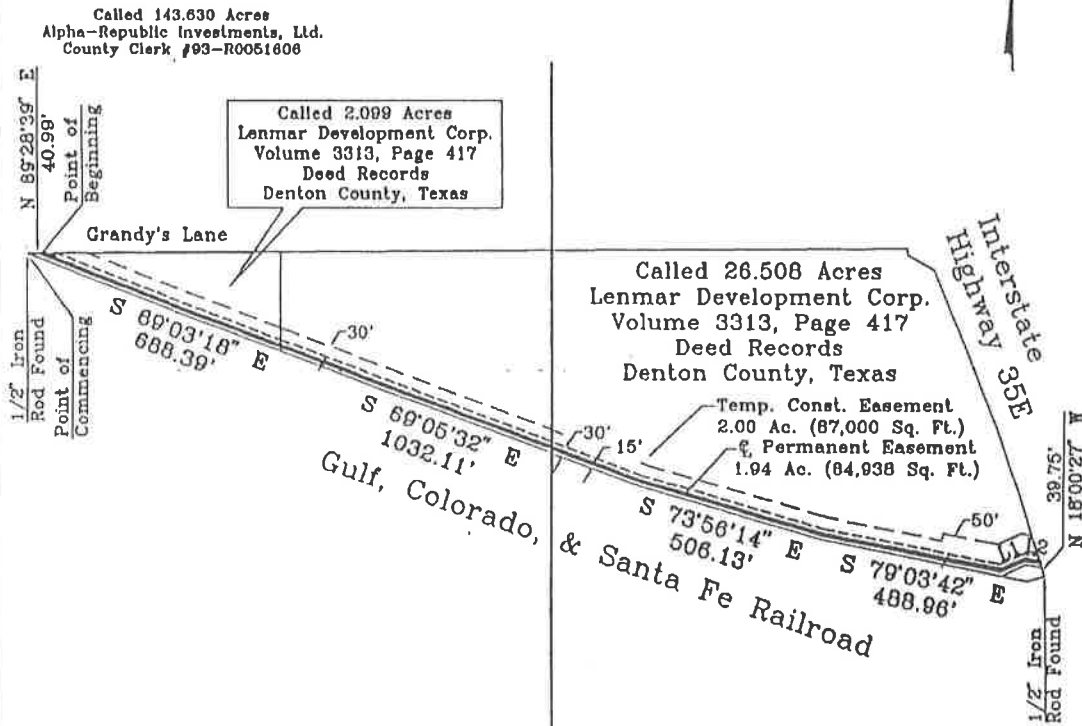 Called 143.630 Acres
Alpha-Republic Investments, Ltd.
County Clerk #93-R0051606
N 89°28'39" E
40.99'
Point of
Beginning
Called 2.099 Acres
Lenmar Development Corp.
Volume 3313, Page 417
Deed Records
Denton County, Texas
Grandy's Lane
Interstate
Highway 35E
Called 26.508 Acres
Lenmar Development Corp.
Volume 3313, Page 417
Deed Records
Denton County, Texas
1/2" Iron
Rod Found
Point of
Commencing
S 69°03'18" E
688.39'
30'
Temp. Const. Easement
2.00 Ac. (87,000 Sq. Ft.)
℄ Permanent Easement
1.94 Ac. (84,938 Sq. Ft.)
S 69°05'32" E
1032.11'
30'
15'
Gulf, Colorado, & Santa Fe Railroad
S 73°56'14" E
506.13'
50'
L1
L2
S 79°03'42" E
488.96'
39.75'
N 18°00'27" W
1/2" Iron
Rod Found